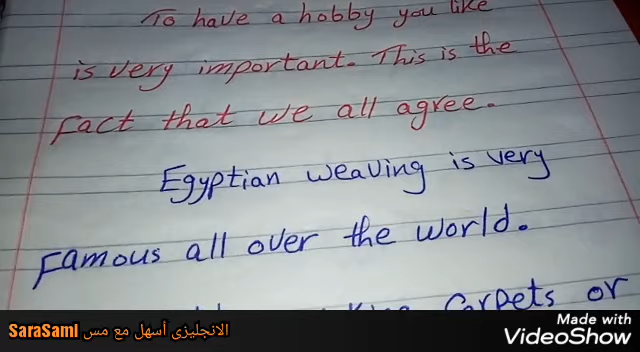 To have a hobby you like
is very important. This is the
Fact that we all agree.
Egyptian weaving is very
Famous all over the world.
Carpets or
الانجليزى أسهل مع مس SaraSamI
Made with
VideoShow